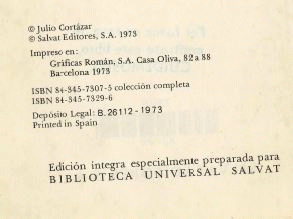 © Julio Cortázar
© Salvat Editores, S.A. 1973
Impreso en:
Gráficas Román, S.A. Casa Oliva, 82 a 88
Barcelona 1973
ISBN 84-345-7307-5 colección completa
ISBN 84-345-7329-6
Depósito Legal: B. 26112 - 1973
Printed in Spain
Edición integra especialmente preparada para
BIBLIOTECA UNIVERSAL SALVAT